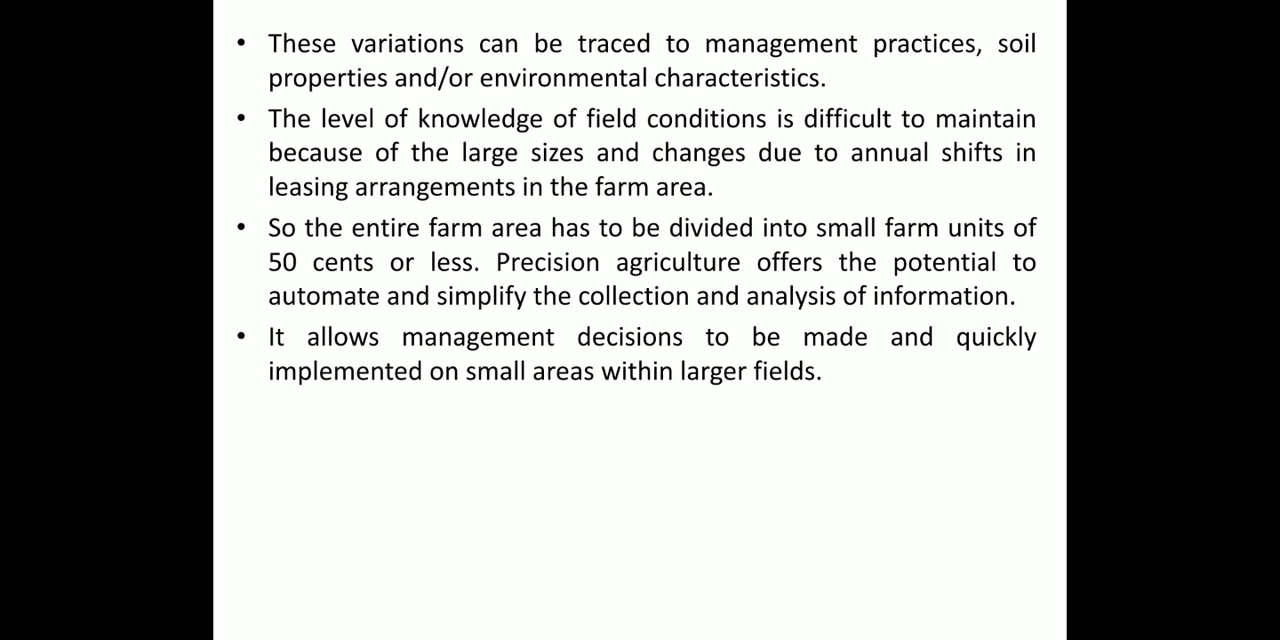 • These variations can be traced to management practices, soil
properties and/or environmental characteristics.
• The level of knowledge of field conditions is difficult to maintain
because of the large sizes and changes due to annual shifts in
leasing arrangements in the farm area.
• So the entire farm area has to be divided into small farm units of
50 cents or less. Precision agriculture offers the potential to
automate and simplify the collection and analysis of information.
• It allows management decisions to be made and quickly
implemented on small areas within larger fields.